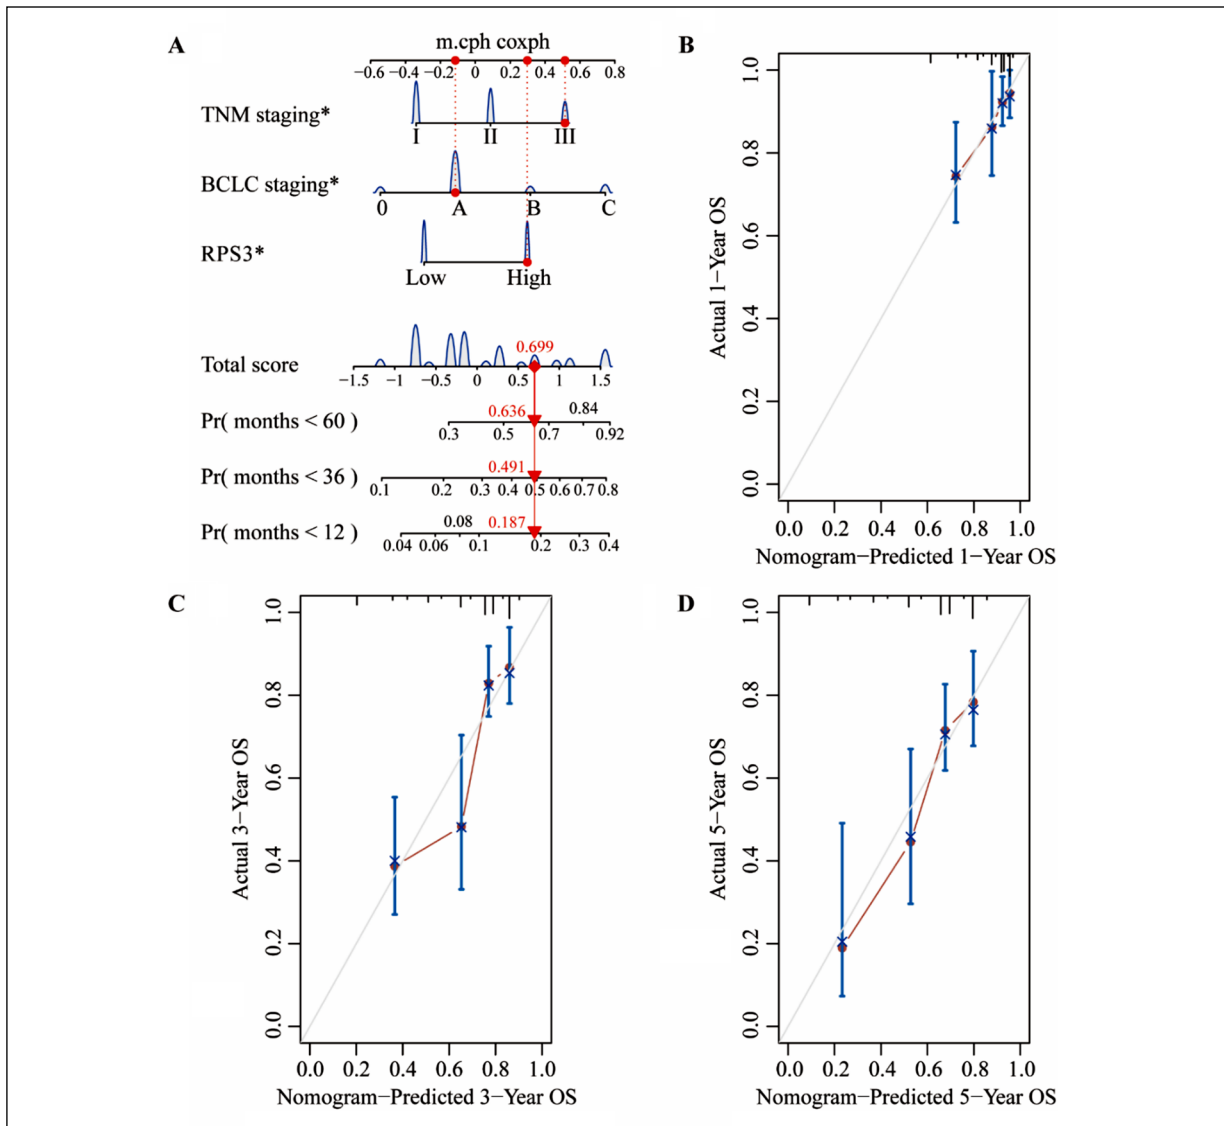 A
m.cph coxph
−0.6 −0.4 −0.2 0 0.2 0.4 0.6 0.8
TNM staging*
I II III
BCLC staging*
0 A B C
RPS3*
Low High
0.699
Total score
−1.5 −1 −0.5 0 0.5 1 1.5
0.636 0.84
Pr( months < 60 )
0.3 0.5 0.7 0.92
0.491
Pr( months < 36 )
0.1 0.2 0.3 0.4 0.5 0.6 0.7 0.8
0.08 0.187
Pr( months < 12 )
0.04 0.06 0.1 0.2 0.3 0.4
B
Actual 1−Year OS
1.0
0.8
0.6
0.4
0.2
0.0
0.0 0.2 0.4 0.6 0.8 1.0
Nomogram−Predicted 1−Year OS
C
Actual 3−Year OS
1.0
0.8
0.6
0.4
0.2
0.0
0.0 0.2 0.4 0.6 0.8 1.0
Nomogram−Predicted 3−Year OS
D
Actual 5−Year OS
1.0
0.8
0.6
0.4
0.2
0.0
0.0 0.2 0.4 0.6 0.8 1.0
Nomogram−Predicted 5−Year OS